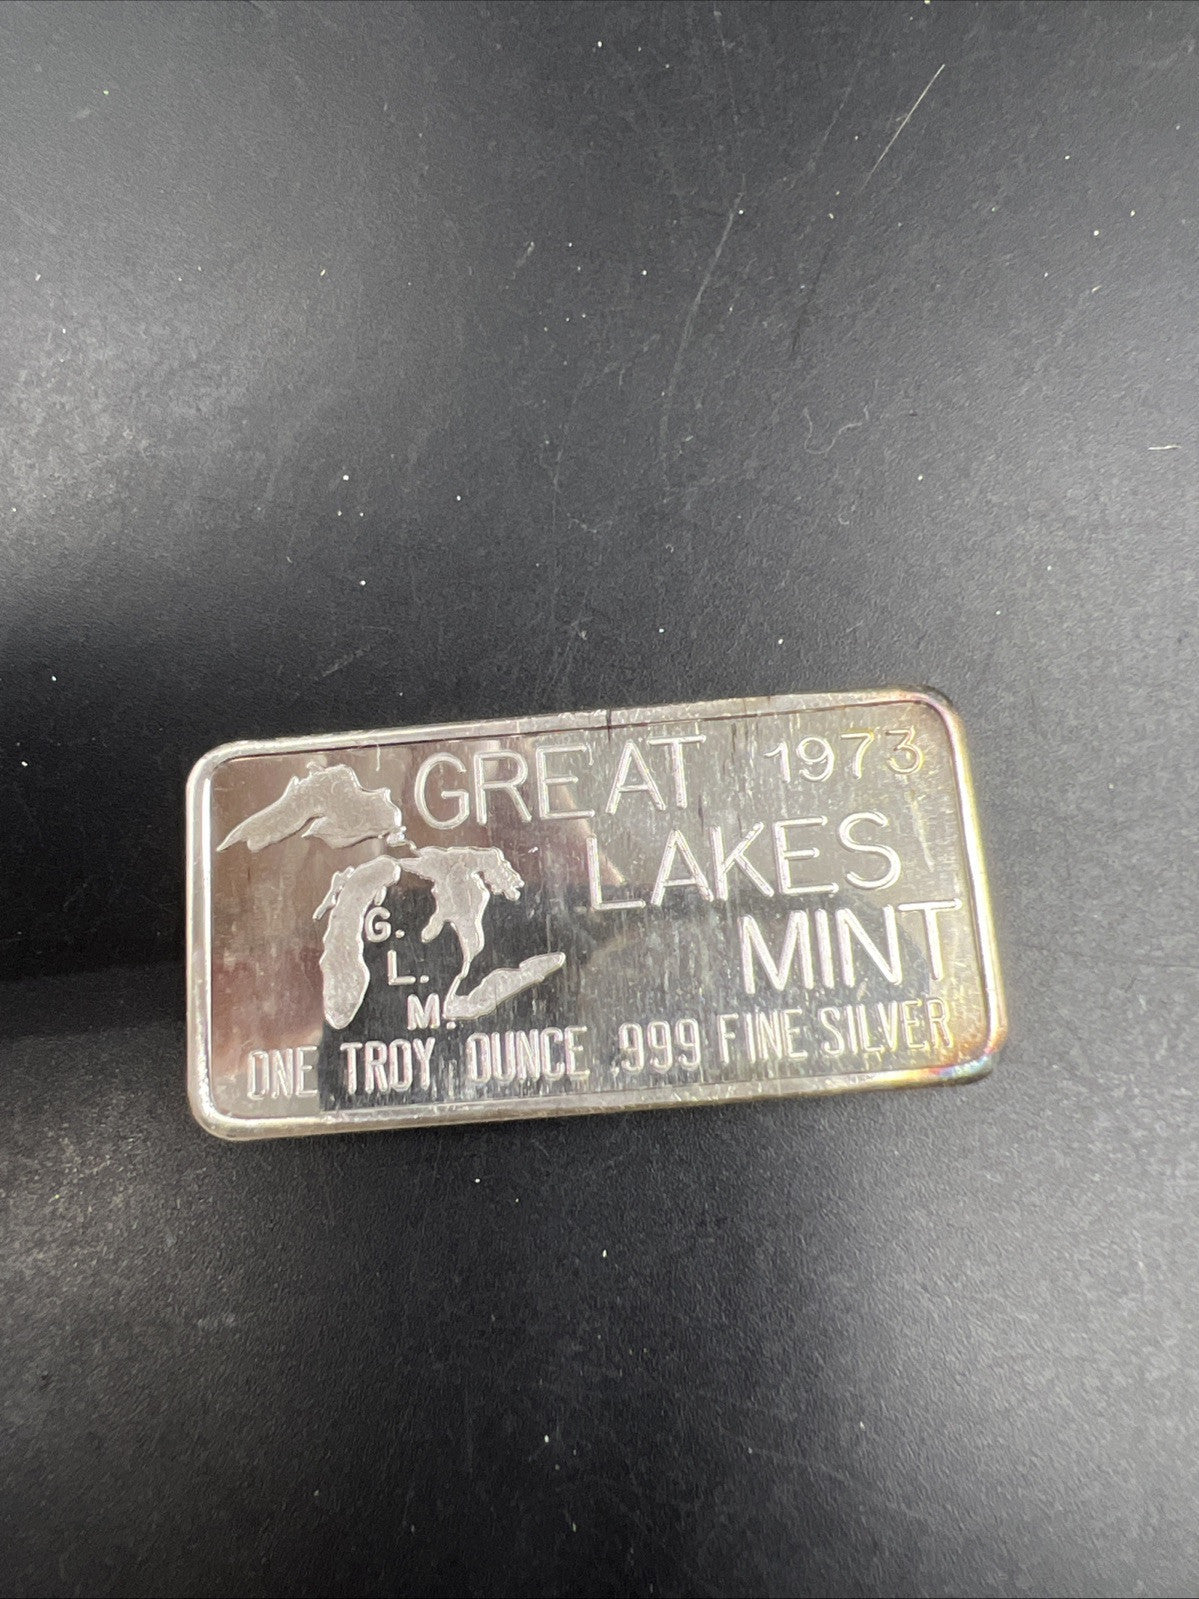 GREAT 1973
LAKES
MINT
G.
L.
M.
ONE TROY OUNCE .999 FINE SILVER